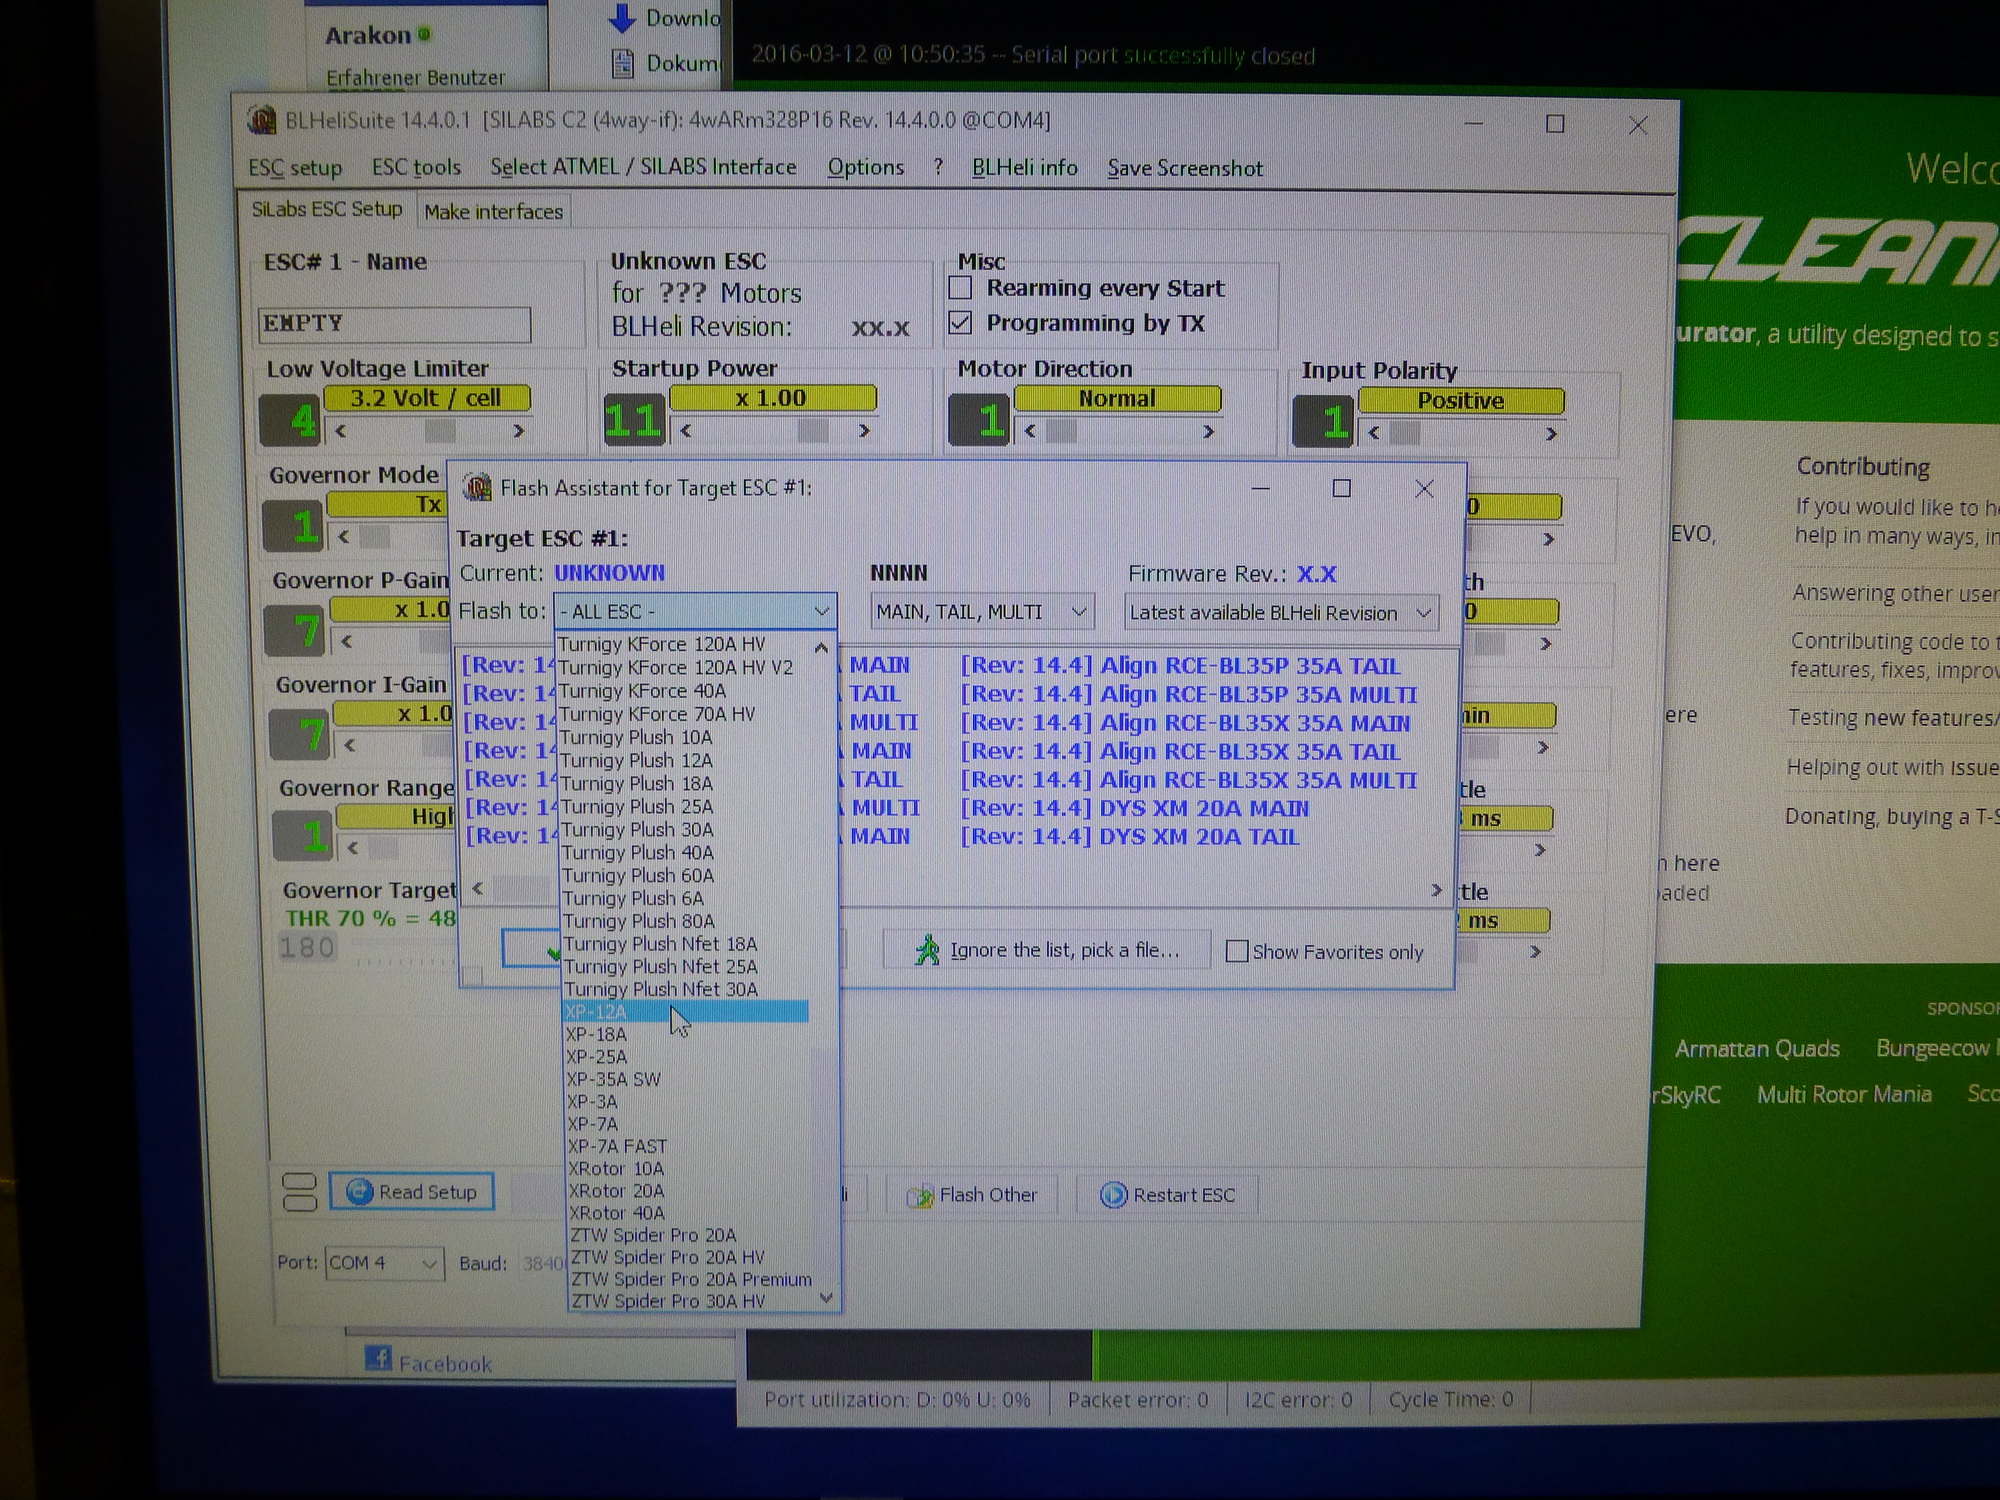 Arakon
Erfahrener Benutzer
Downlo
Dokum
2016-03-12 @ 10:50:35 -- Serial port successfully closed
BLHeliSuite 14.4.0.1 [SILABS C2 (4way-if): 4wARm328P16 Rev. 14.4.0.0 @COM4]
ESC setup ESC tools Select ATMEL / SILABS Interface Options ? BLHeli info Save Screenshot
SiLabs ESC Setup Make interfaces
ESC# 1 - Name
EMPTY
Unknown ESC
for ??? Motors
BLHeli Revision: xx.x
Misc
Rearming every Start
Programming by TX
Low Voltage Limiter
3.2 Volt / cell
4
Startup Power
x 1.00
11
Motor Direction
Normal
1
Input Polarity
Positive
1
Governor Mode
Tx
1
Governor P-Gain
x 1.0
7
Governor I-Gain
x 1.0
7
Governor Range
High
1
Governor Target
THR 70 % = 48
180
Flash Assistant for Target ESC #1:
Target ESC #1:
Current: UNKNOWN NNNN Firmware Rev.: X.X
Flash to: - ALL ESC - MAIN, TAIL, MULTI Latest available BLHeli Revision
Turnigy KForce 120A HV
Turnigy KForce 120A HV V2
Turnigy KForce 40A
Turnigy KForce 70A HV
Turnigy Plush 10A
Turnigy Plush 12A
Turnigy Plush 18A
Turnigy Plush 25A
Turnigy Plush 30A
Turnigy Plush 40A
Turnigy Plush 60A
Turnigy Plush 6A
Turnigy Plush 80A
Turnigy Plush Nfet 18A
Turnigy Plush Nfet 25A
Turnigy Plush Nfet 30A
XP-12A
XP-18A
XP-25A
XP-35A SW
XP-3A
XP-7A
XP-7A FAST
XRotor 10A
XRotor 20A
XRotor 40A
ZTW Spider Pro 20A
ZTW Spider Pro 20A HV
ZTW Spider Pro 20A Premium
ZTW Spider Pro 30A HV
[Rev: 14 MAIN [Rev: 14.4] Align RCE-BL35P 35A TAIL
[Rev: 14 TAIL [Rev: 14.4] Align RCE-BL35P 35A MULTI
[Rev: 14 MULTI [Rev: 14.4] Align RCE-BL35X 35A MAIN
[Rev: 14 MAIN [Rev: 14.4] Align RCE-BL35X 35A TAIL
[Rev: 14 TAIL [Rev: 14.4] Align RCE-BL35X 35A MULTI
[Rev: 14 MULTI [Rev: 14.4] DYS XM 20A MAIN
[Rev: 14 MAIN [Rev: 14.4] DYS XM 20A TAIL
Ignore the list, pick a file... Show Favorites only
0
th
0
in
tle
ms
tle
ms
Read Setup li Flash Other Restart ESC
Port: COM 4 Baud: 3840
Facebook
Welco
CLEAN
urator, a utility designed to s
Contributing
If you would like to h
help in many ways, in
EVO,
Answering other user
Contributing code to t
features, fixes, improv
ere
Testing new features/
Helping out with issue
Donating, buying a T-S
here
aded
SPONSOR
Armattan Quads Bungeecow
rSkyRC Multi Rotor Mania Sco
Port utilization: D: 0% U: 0% Packet error: 0 I2C error: 0 Cycle Time: 0